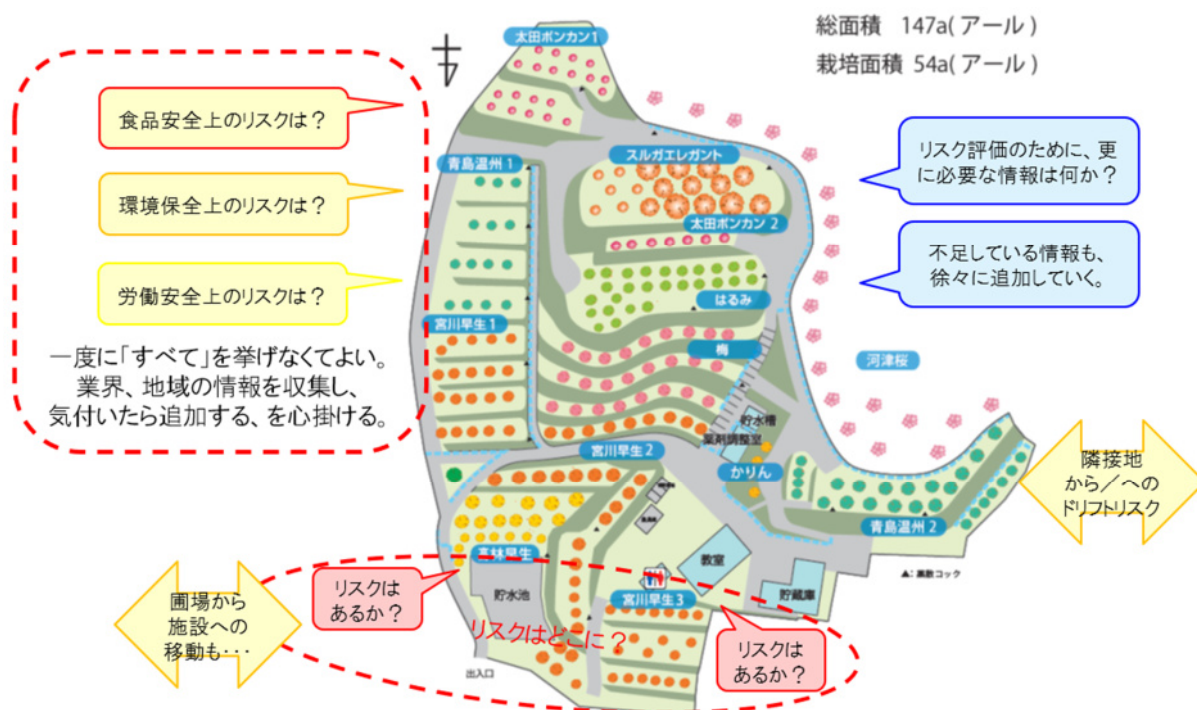 総面積 147a(アール)
栽培面積 54a(アール)
太田ポンカン1
食品安全上のリスクは？
環境保全上のリスクは？
労働安全上のリスクは？
一度に「すべて」を挙げなくてよい。
業界、地域の情報を収集し、
気付いたら追加する、を心掛ける。
リスク評価のために、更
に必要な情報は何か？
不足している情報も、
徐々に追加していく。
青島温州1
スルガエレガント
太田ポンカン2
はるみ
宮川早生1
梅
河津桜
貯水槽
薬剤調整室
宮川早生2
かりん
隣接地
から／への
ドリフトリスク
青島温州2
高林早生
教室
▲：薬散コック
貯蔵庫
宮川早生3
貯水池
リスクは
あるか？
リスクはどこに？
リスクは
あるか？
圃場から
施設への
移動も・・・
出入口